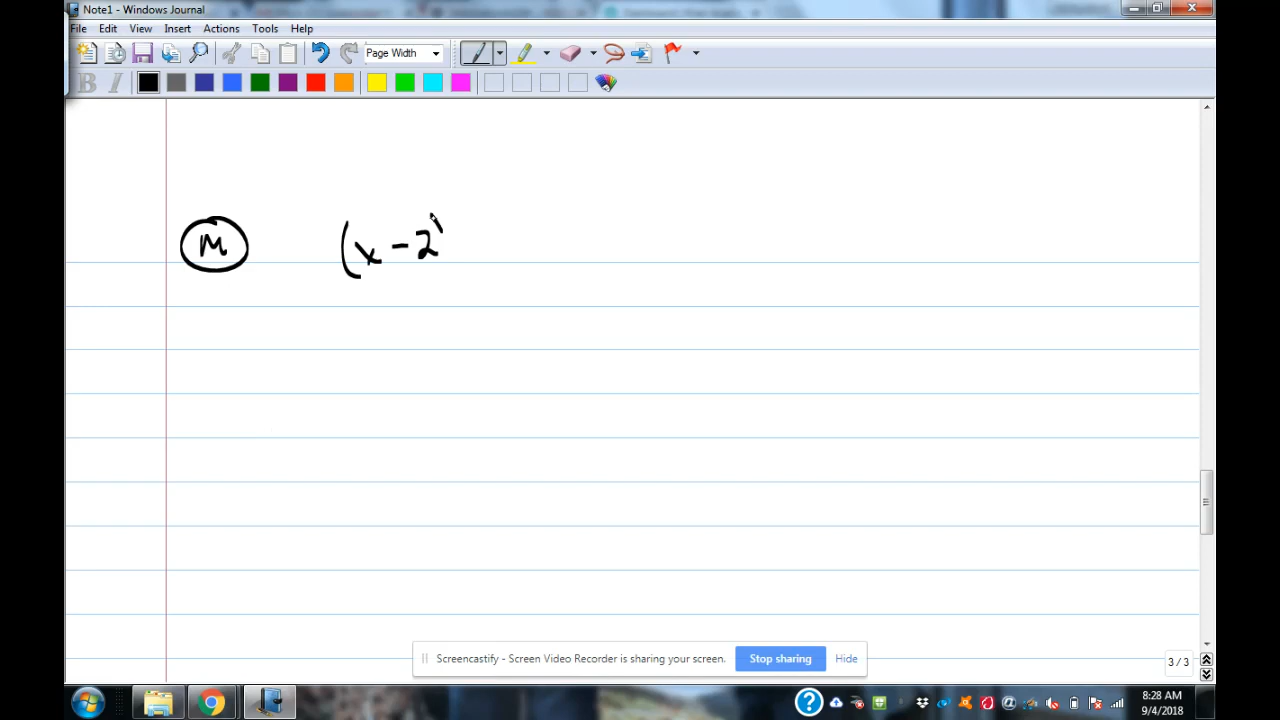 Note1 - Windows Journal
File Edit View Insert Actions Tools Help
Page Width
B I
M (x - 2)
Screencastify - Screen Video Recorder is sharing your screen. Stop sharing Hide
3 / 3
8:28 AM
9/4/2018